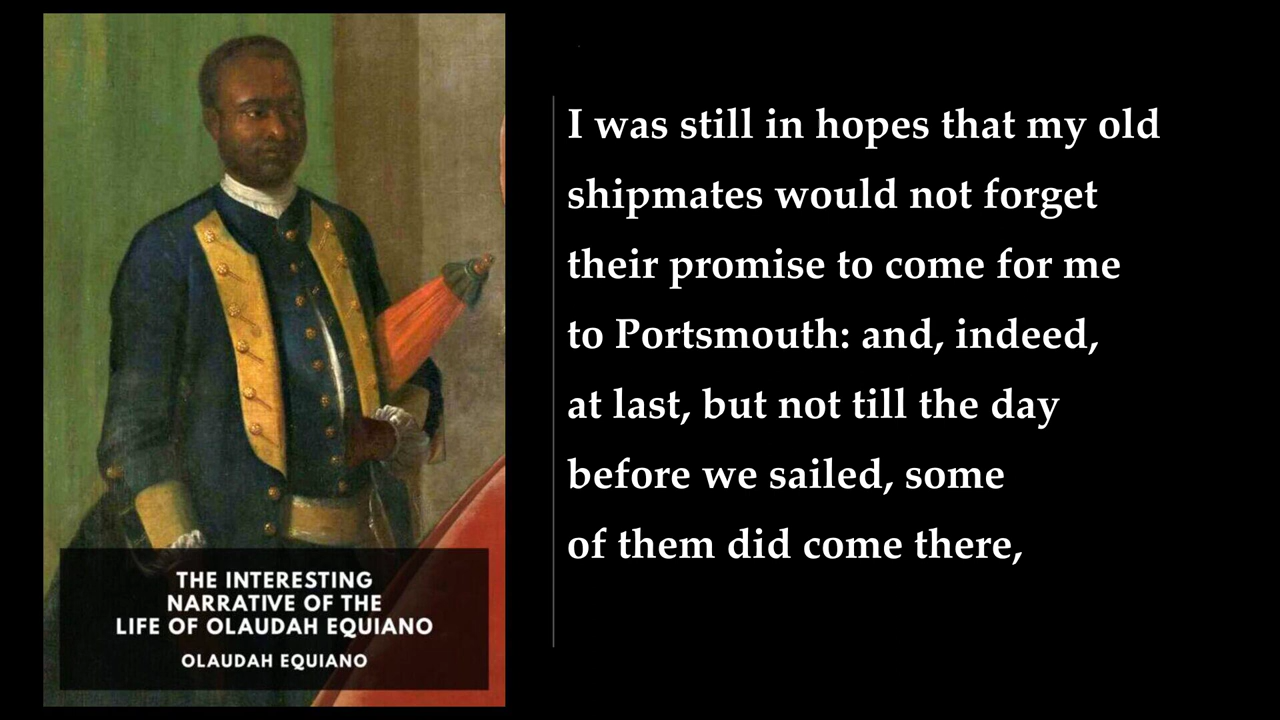 THE INTERESTING
NARRATIVE OF THE
LIFE OF OLAUDAH EQUIANO
OLAUDAH EQUIANO
I was still in hopes that my old
shipmates would not forget
their promise to come for me
to Portsmouth: and, indeed,
at last, but not till the day
before we sailed, some
of them did come there,